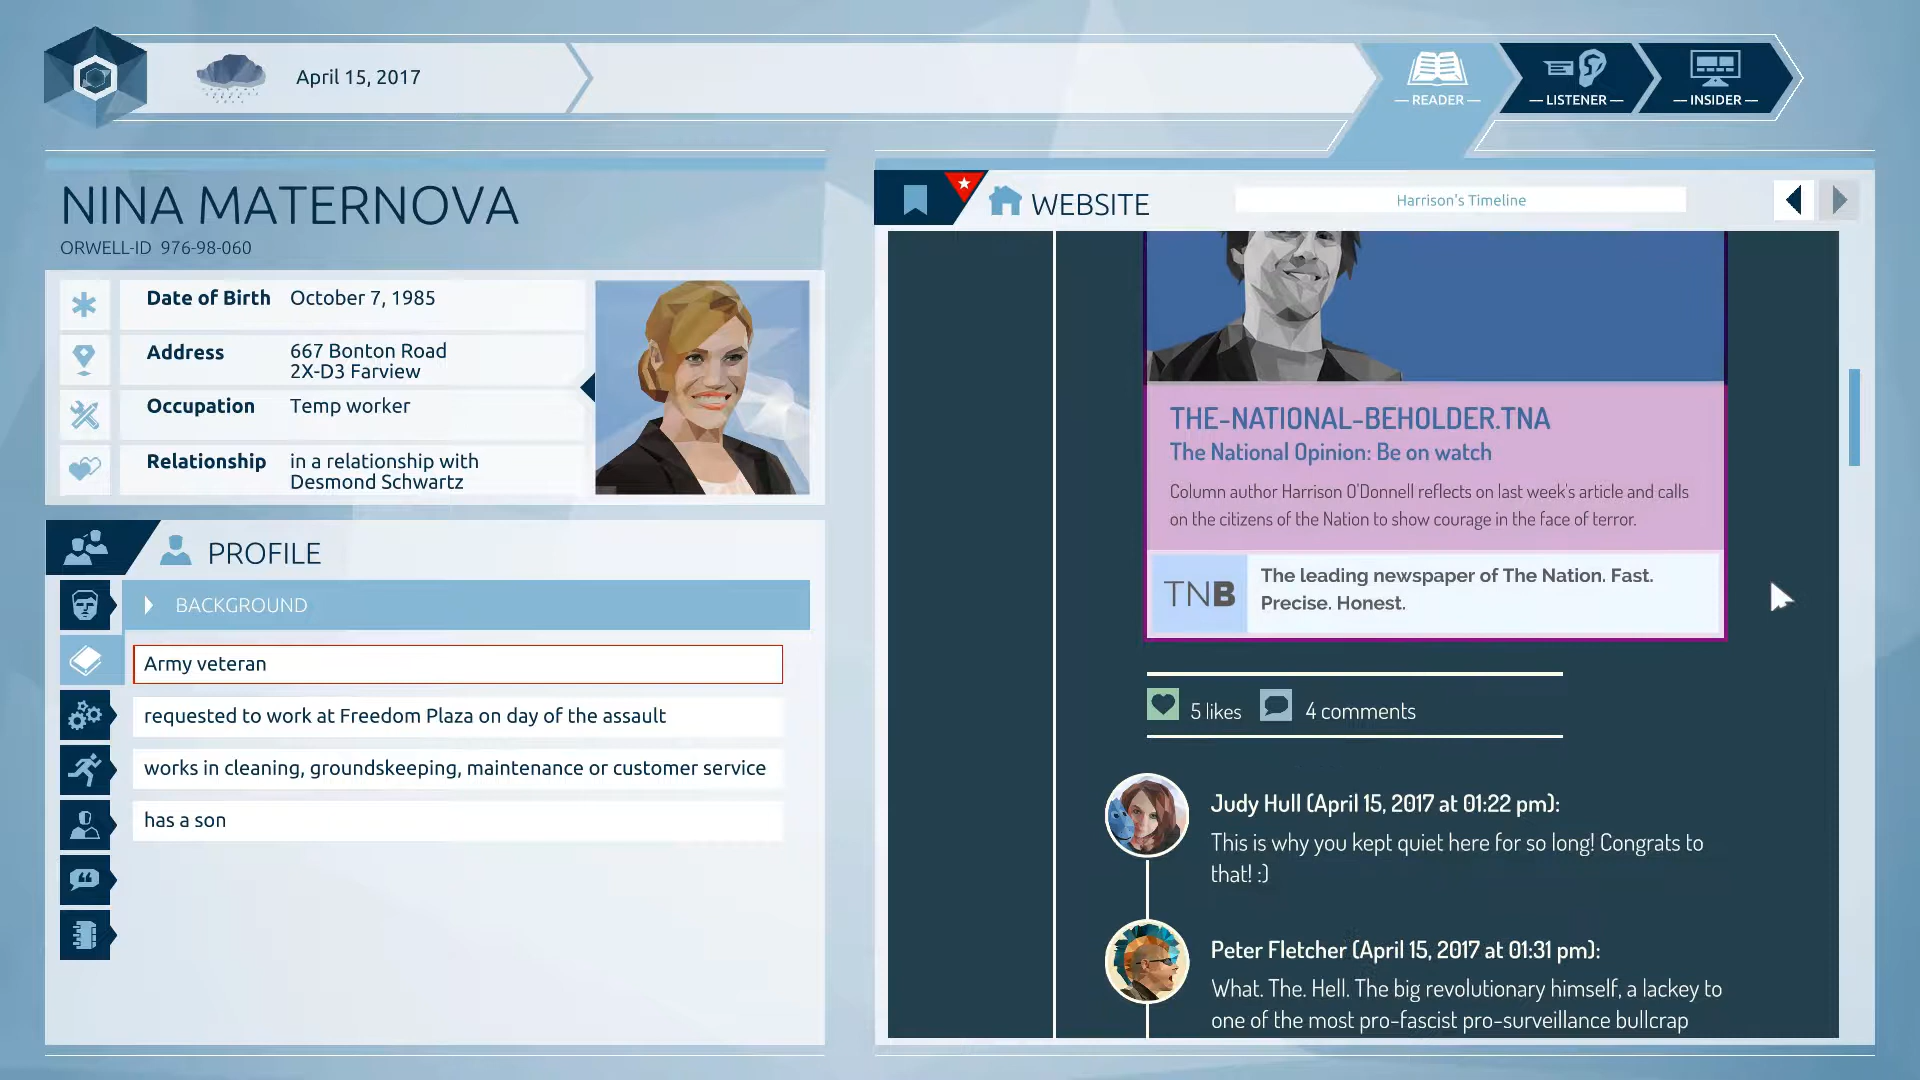 April 15, 2017
— READER —
— LISTENER —
— INSIDER —
NINA MATERNOVA
ORWELL-ID 976-98-060
Date of Birth October 7, 1985
Address 667 Bonton Road
2X-D3 Farview
Occupation Temp worker
Relationship in a relationship with
Desmond Schwartz
PROFILE
BACKGROUND
Army veteran
requested to work at Freedom Plaza on day of the assault
works in cleaning, groundskeeping, maintenance or customer service
has a son
WEBSITE
Harrison's Timeline
THE-NATIONAL-BEHOLDER.TNA
The National Opinion: Be on watch
Column author Harrison O'Donnell reflects on last week's article and calls
on the citizens of the Nation to show courage in the face of terror.
TNB
The leading newspaper of The Nation. Fast.
Precise. Honest.
5 likes 4 comments
Judy Hull (April 15, 2017 at 01:22 pm):
This is why you kept quiet here for so long! Congrats to
that! :)
Peter Fletcher (April 15, 2017 at 01:31 pm):
What. The. Hell. The big revolutionary himself, a lackey to
one of the most pro-fascist pro-surveillance bullcrap